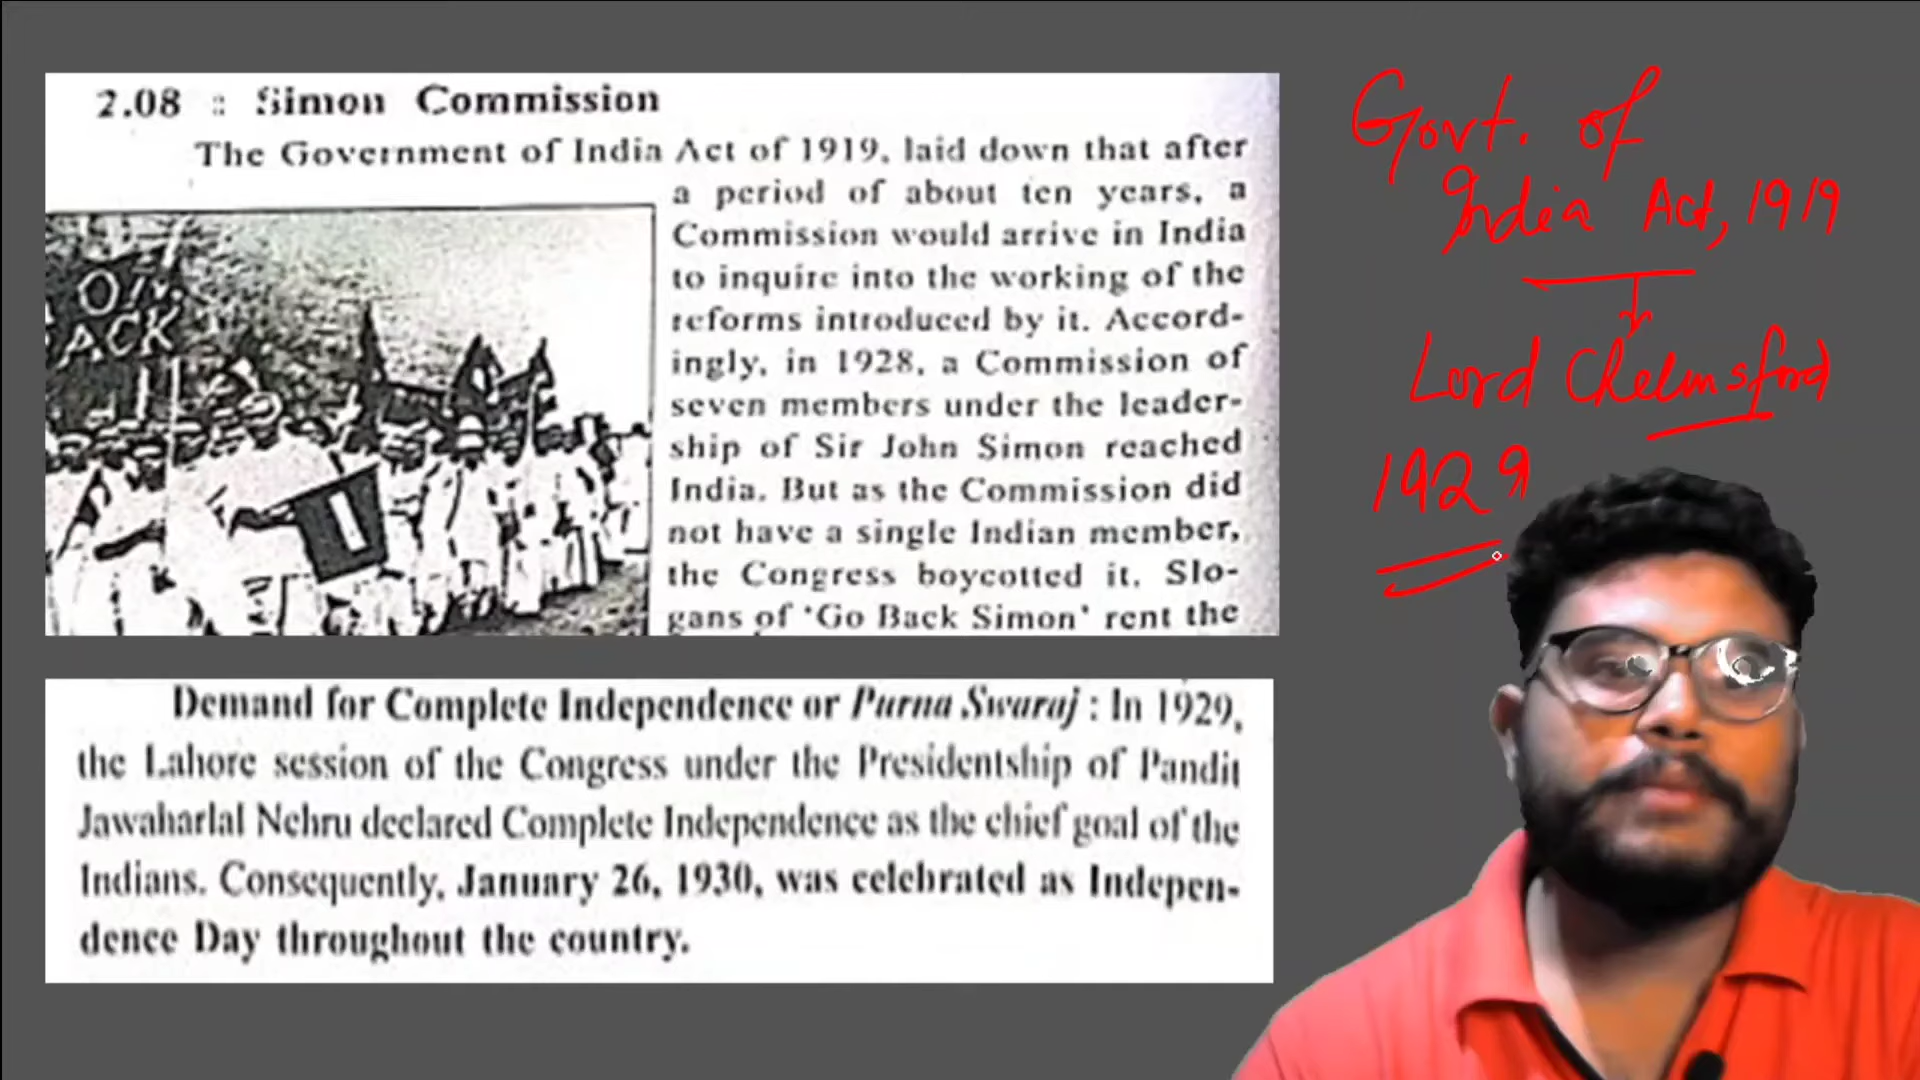 2.08 : Simon Commission
The Government of India Act of 1919, laid down that after
a period of about ten years, a
Commission would arrive in India
to inquire into the working of the
reforms introduced by it. Accord-
ingly, in 1928, a Commission of
seven members under the leader-
ship of Sir John Simon reached
India. But as the Commission did
not have a single Indian member,
the Congress boycotted it. Slo-
gans of 'Go Back Simon' rent the
ON
ACK
Demand for Complete Independence or Purna Swaraj : In 1929,
the Lahore session of the Congress under the Presidentship of Pandit
Jawaharlal Nehru declared Complete Independence as the chief goal of the
Indians. Consequently, January 26, 1930, was celebrated as Indepen-
dence Day throughout the country.
Govt. of
India Act, 1919
Lord Chelmsford
1929